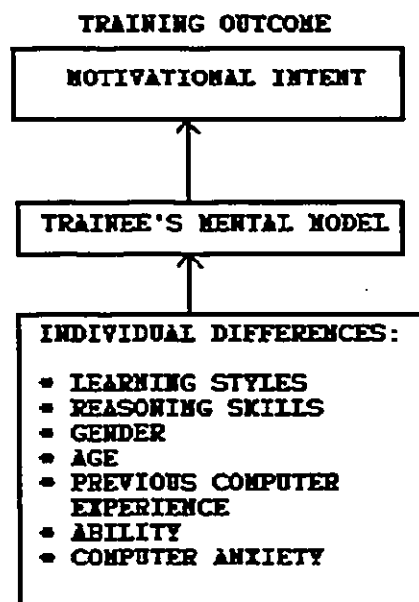 TRAINING OUTCOME
MOTIVATIONAL INTENT
TRAINEE'S MENTAL MODEL
INDIVIDUAL DIFFERENCES:
* LEARNING STYLES
* REASONING SKILLS
* GENDER
* AGE
* PREVIOUS COMPUTER
EXPERIENCE
* ABILITY
* COMPUTER ANXIETY